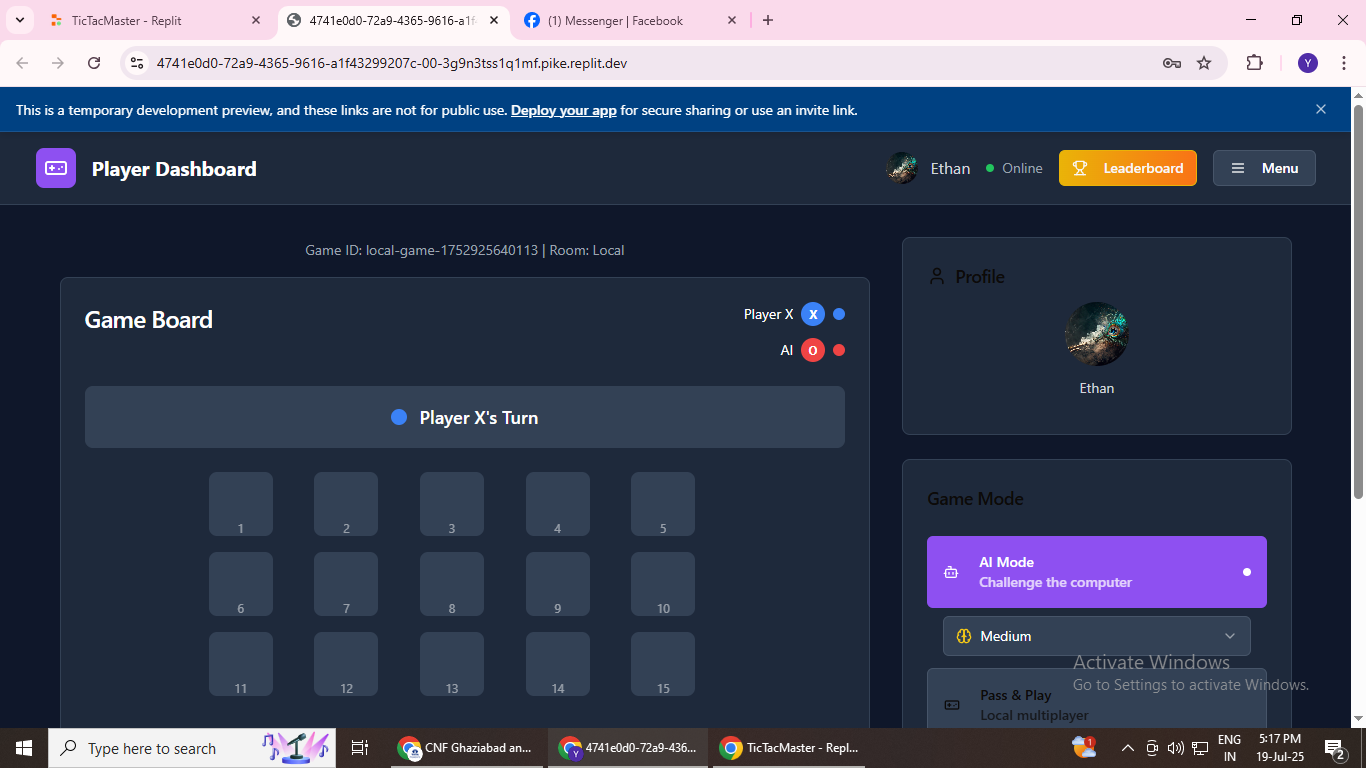 TicTacMaster - Replit
4741e0d0-72a9-4365-9616-a1f4
(1) Messenger | Facebook
4741e0d0-72a9-4365-9616-a1f43299207c-00-3g9n3tss1q1mf.pike.replit.dev
Y
This is a temporary development preview, and these links are not for public use. Deploy your app for secure sharing or use an invite link.
Player Dashboard
Ethan
Online
Leaderboard
Menu
Game ID: local-game-1752925640113 | Room: Local
Profile
Ethan
Game Board
Player X X
AI O
Player X's Turn
1 2 3 4 5
6 7 8 9 10
11 12 13 14 15
Game Mode
AI Mode
Challenge the computer
Medium
Pass & Play
Local multiplayer
Activate Windows
Go to Settings to activate Windows.
Type here to search
CNF Ghaziabad an...
4741e0d0-72a9-436...
TicTacMaster - Repl...
1
ENG
IN
5:17 PM
19-Jul-25
2